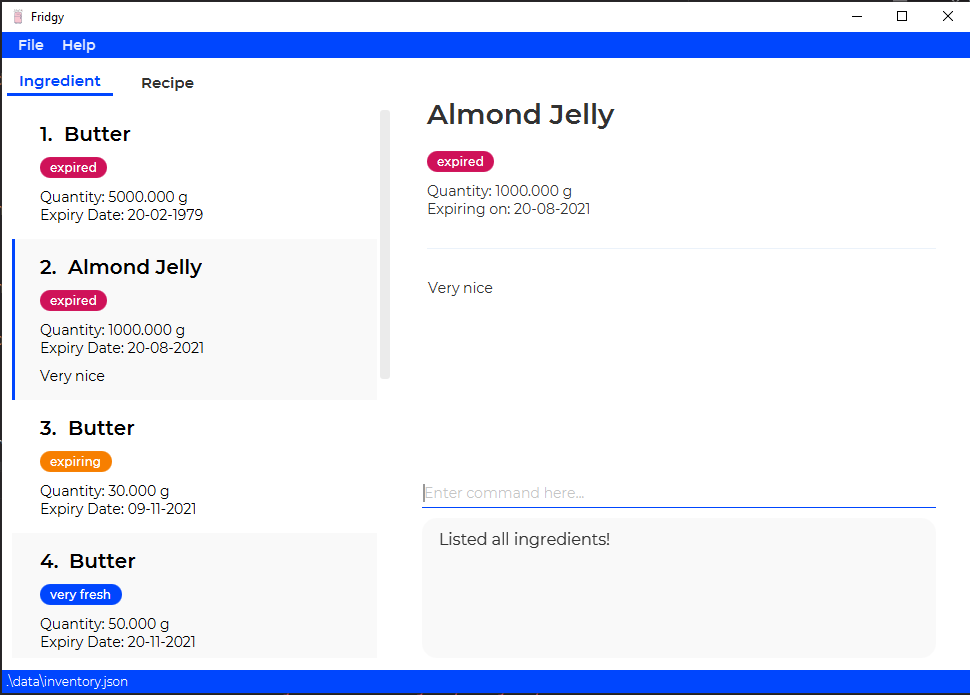 Fridgy
File Help
Ingredient Recipe
1. Butter
expired
Quantity: 5000.000 g
Expiry Date: 20-02-1979
2. Almond Jelly
expired
Quantity: 1000.000 g
Expiry Date: 20-08-2021
Very nice
3. Butter
expiring
Quantity: 30.000 g
Expiry Date: 09-11-2021
4. Butter
very fresh
Quantity: 50.000 g
Expiry Date: 20-11-2021
Almond Jelly
expired
Quantity: 1000.000 g
Expiring on: 20-08-2021
Very nice
Enter command here...
Listed all ingredients!
.\data\inventory.json